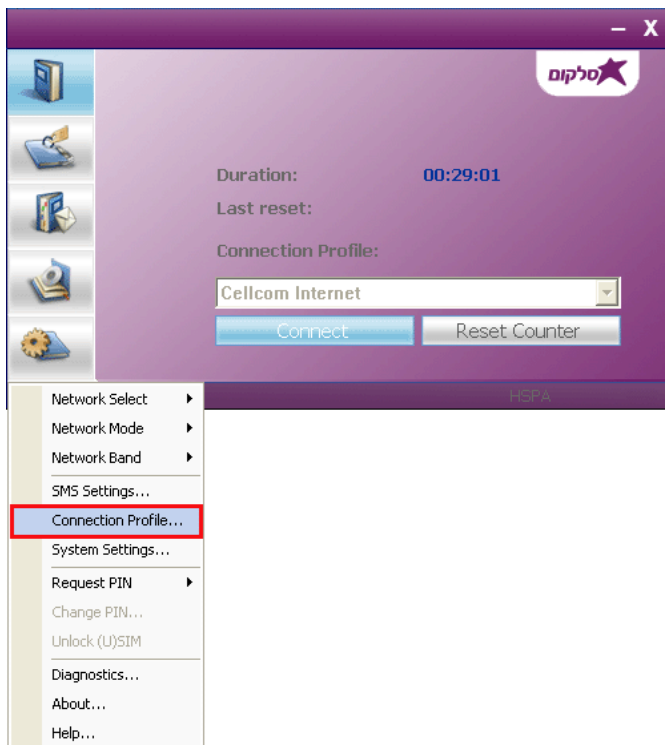 – X
סלקום
Duration: 00:29:01
Last reset:
Connection Profile:
Cellcom Internet
Connect Reset Counter
HSPA
Network Select
Network Mode
Network Band
SMS Settings...
Connection Profile...
System Settings...
Request PIN
Change PIN...
Unlock (U)SIM
Diagnostics...
About...
Help...